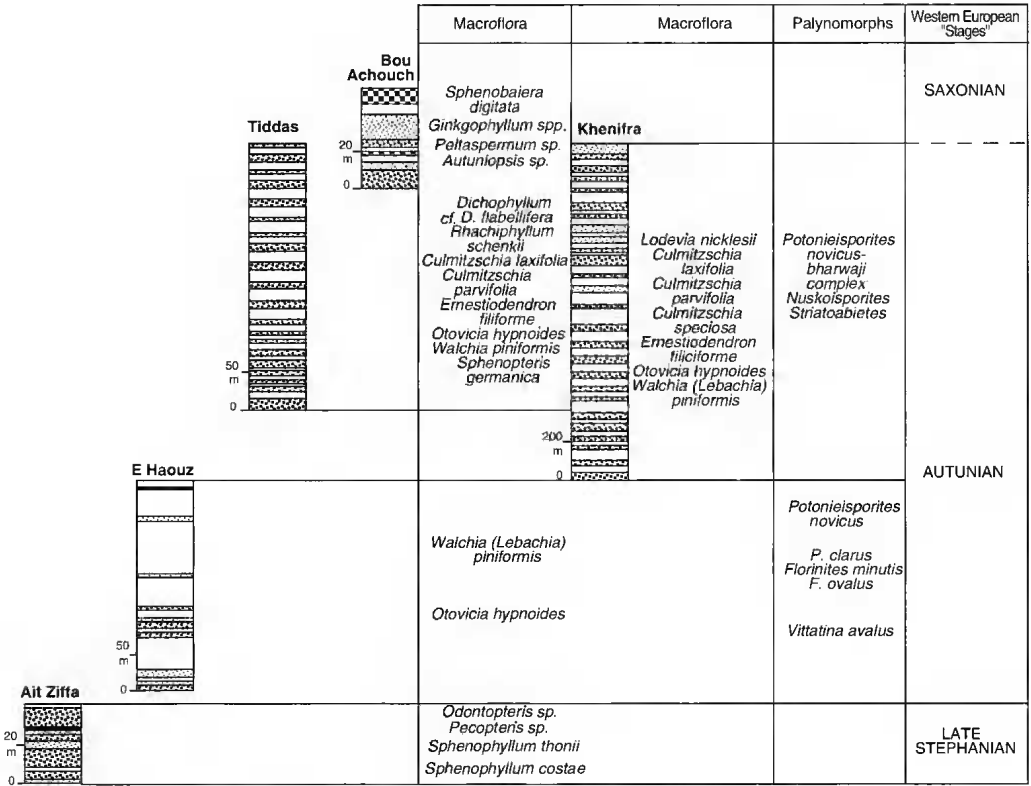 Macroflora
Macroflora
Palynomorphs
Western European
"Stages"
Bou
Achouch
20
m
0
Sphenobaiera
digitata
Ginkgophyllum spp.
Peltaspermum sp.
Autuniopsis sp.
SAXONIAN
Tiddas
50
m
0
Dichophyllum
cf. D. flabellifera
Rhachiphyllum
schenkii
Culmitzschia laxifolia
Culmitzschia
parvifolia
Ernestiodendron
filiforme
Otovicia hypnoides
Walchia piniformis
Sphenopteris
germanica
Khenifra
200
m
0
Lodevia nicklesii
Culmitzschia
laxifolia
Culmitzschia
parvifolia
Culmitzschia
speciosa
Ernestiodendron
filiciforme
Otovicia hypnoides
Walchia (Lebachia)
piniformis
Potonieisporites
novicus-
bharwaji
complex
Nuskoisporites
Striatoabietes
AUTUNIAN
E Haouz
50
m
0
Walchia (Lebachia)
piniformis
Otovicia hypnoides
Potonieisporites
novicus
P. clarus
Florinites minutis
F. ovalus
Vittatina avalus
Ait Ziffa
20
m
0
Odontopteris sp.
Pecopteris sp.
Sphenophyllum thonii
Sphenophyllum costae
LATE
STEPHANIAN